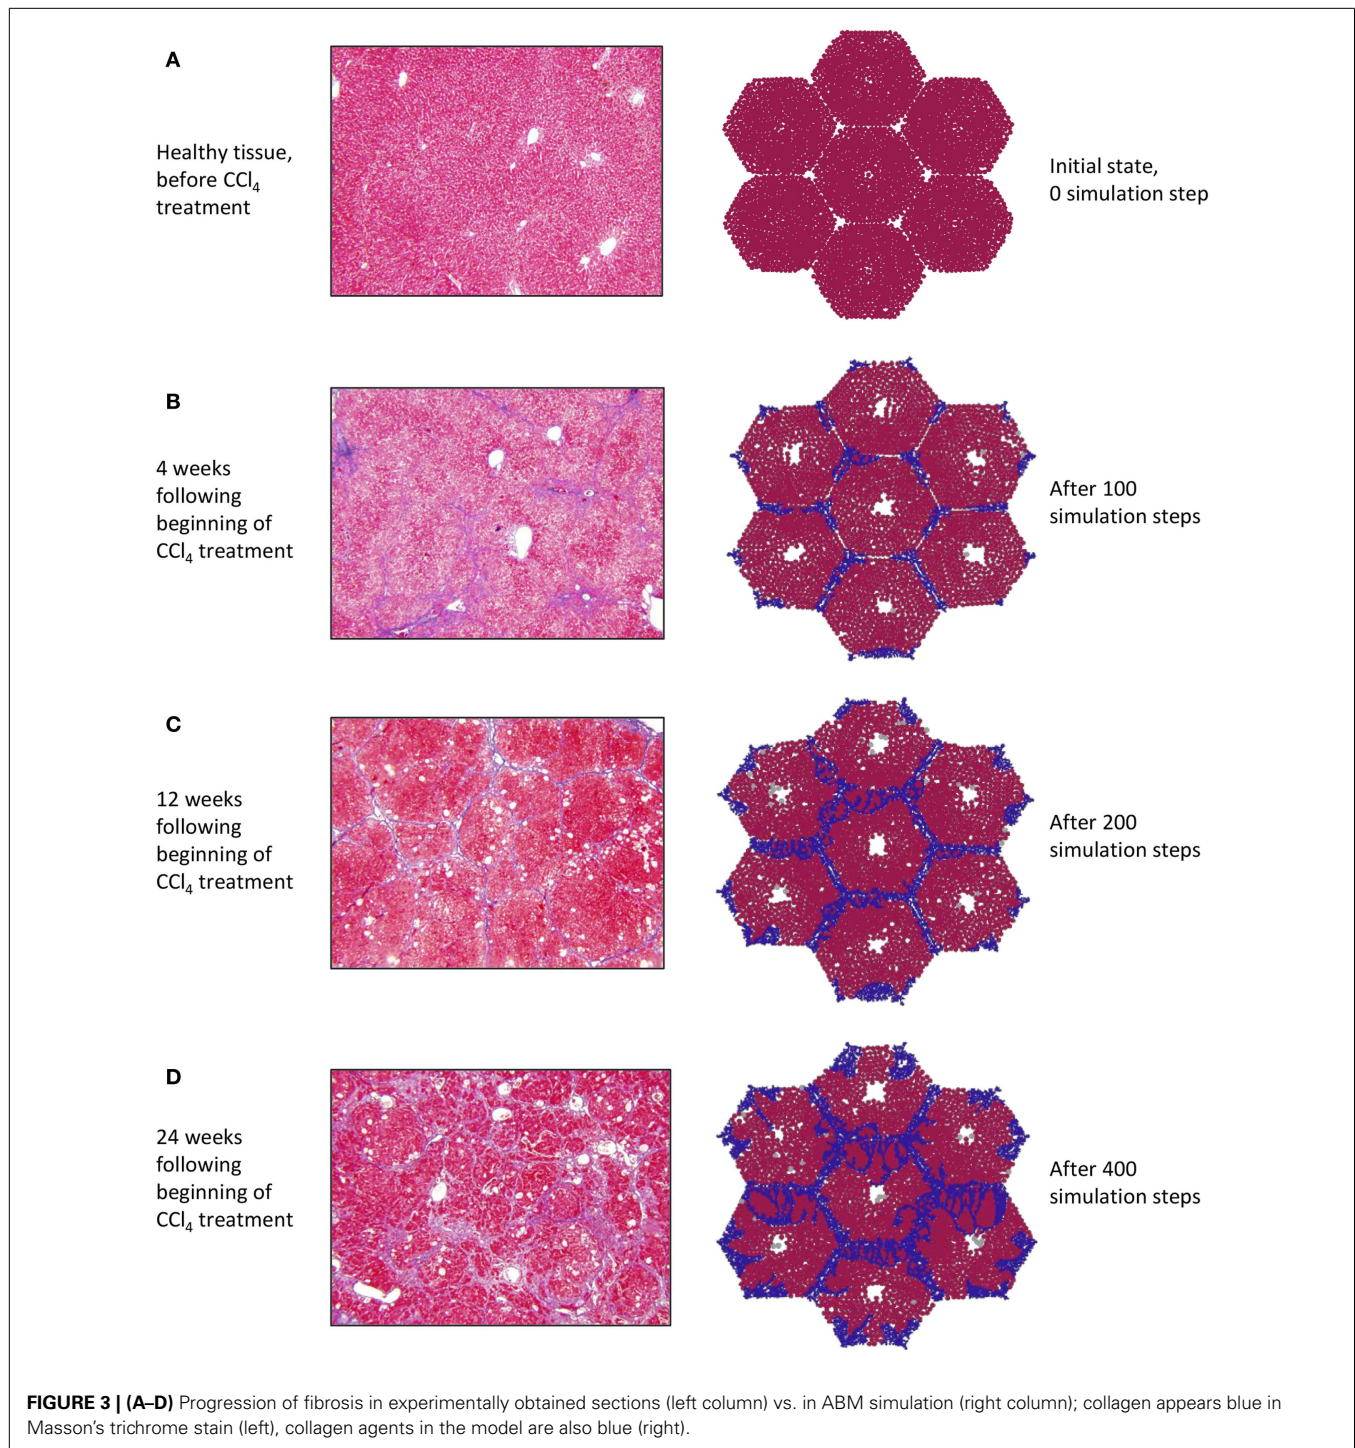 A
Healthy tissue,
before CCl4
treatment
Initial state,
0 simulation step
B
4 weeks
following
beginning of
CCl4 treatment
After 100
simulation steps
C
12 weeks
following
beginning of
CCl4 treatment
After 200
simulation steps
D
24 weeks
following
beginning of
CCl4 treatment
After 400
simulation steps
FIGURE 3 | (A–D) Progression of fibrosis in experimentally obtained sections (left column) vs. in ABM simulation (right column); collagen appears blue in
Masson's trichrome stain (left), collagen agents in the model are also blue (right).